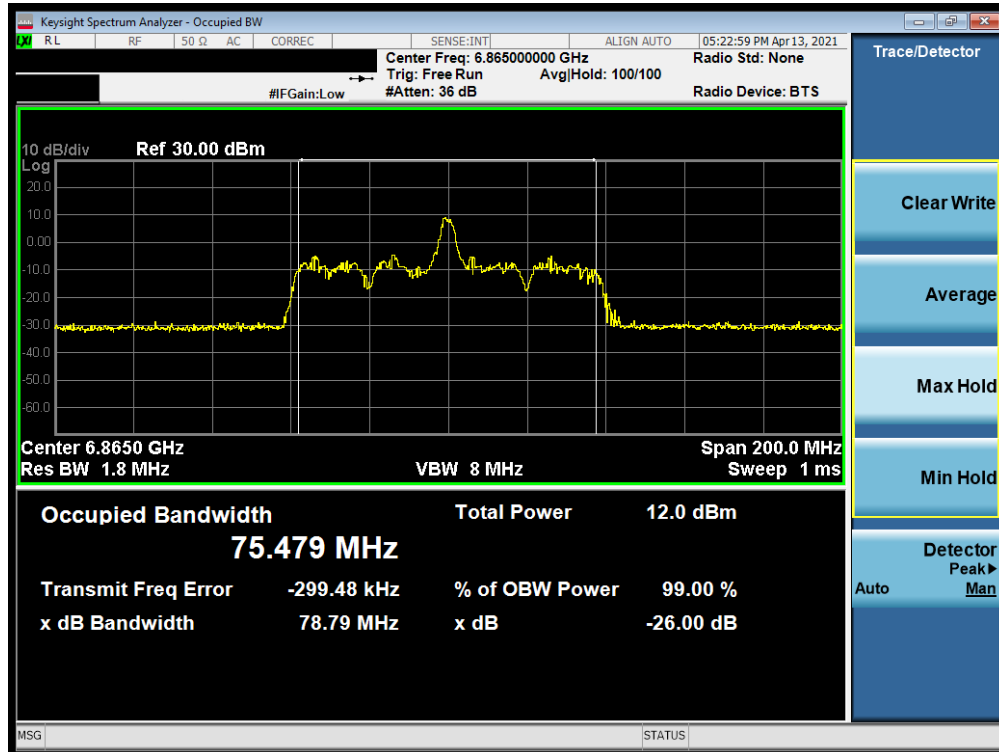 Keysight Spectrum Analyzer - Occupied BW
LXI RL RF 50 Ω AC CORREC SENSE:INT ALIGN AUTO 05:22:59 PM Apr 13, 2021
Center Freq: 6.865000000 GHz Radio Std: None
Trig: Free Run Avg|Hold: 100/100
#IFGain:Low #Atten: 36 dB Radio Device: BTS
10 dB/div Ref 30.00 dBm
Log
20.0
10.0
0.00
-10.0
-20.0
-30.0
-40.0
-50.0
-60.0
Center 6.8650 GHz Span 200.0 MHz
Res BW 1.8 MHz VBW 8 MHz Sweep 1 ms
Occupied Bandwidth Total Power 12.0 dBm
75.479 MHz
Transmit Freq Error -299.48 kHz % of OBW Power 99.00 %
x dB Bandwidth 78.79 MHz x dB -26.00 dB
MSG STATUS
Trace/Detector
Clear Write
Average
Max Hold
Min Hold
Detector
Peak▶
Auto Man